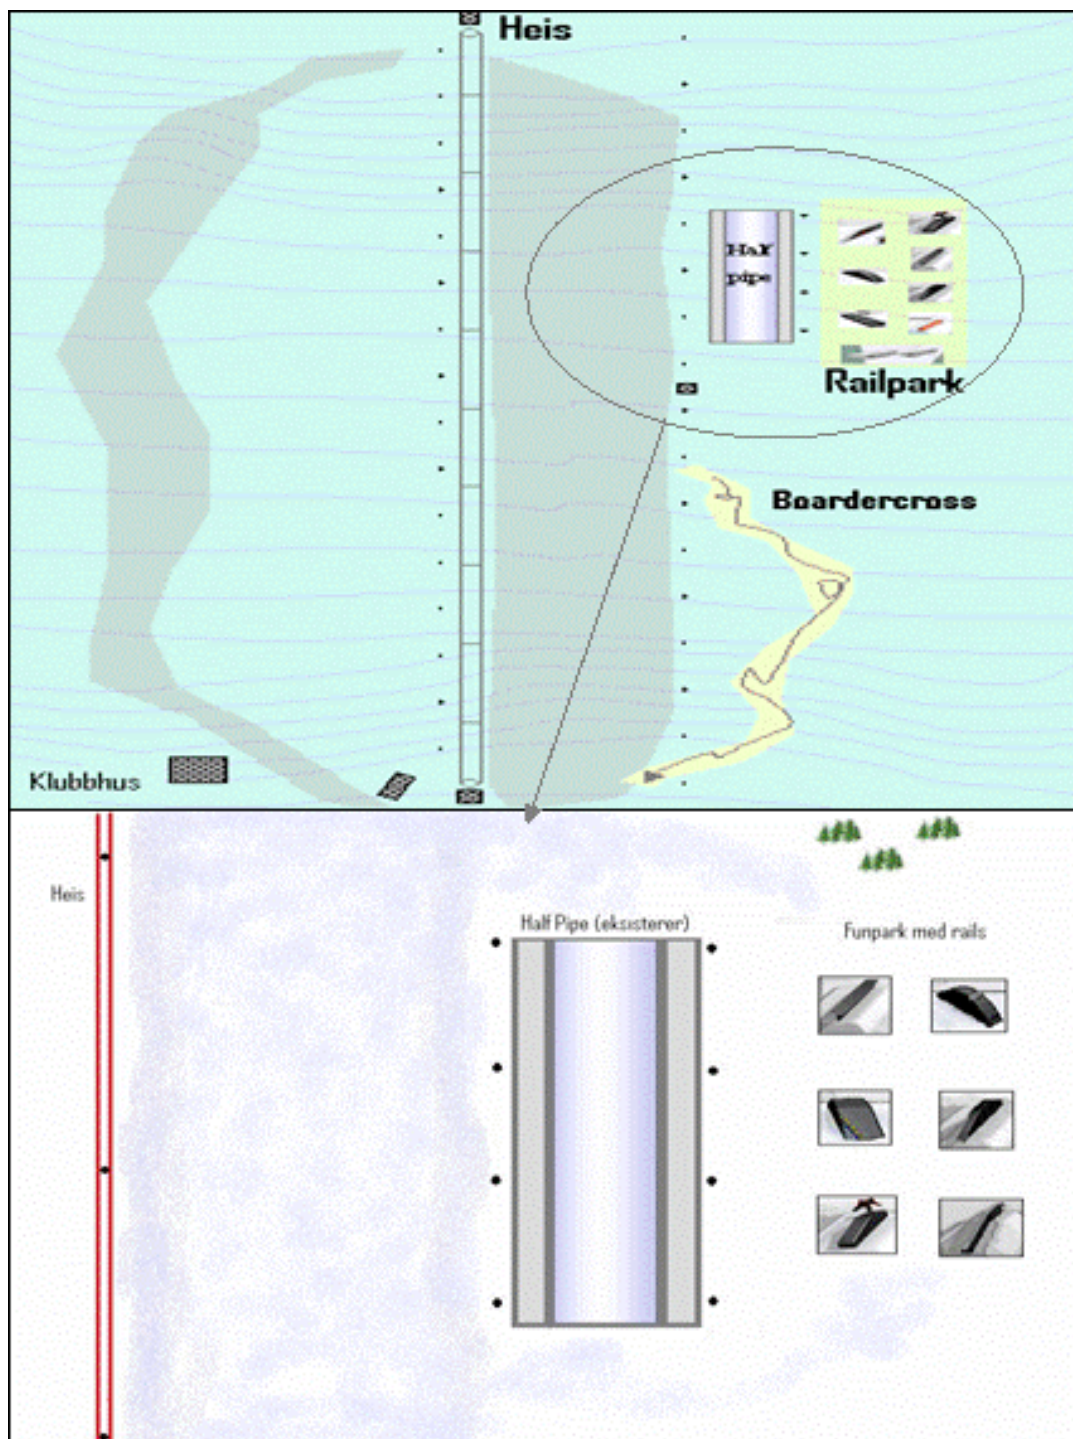 Heis
Half
pipe
Railpark
Boardercross
Klubbhus
Heis
Half Pipe (eksisterer)
Funpark med rails